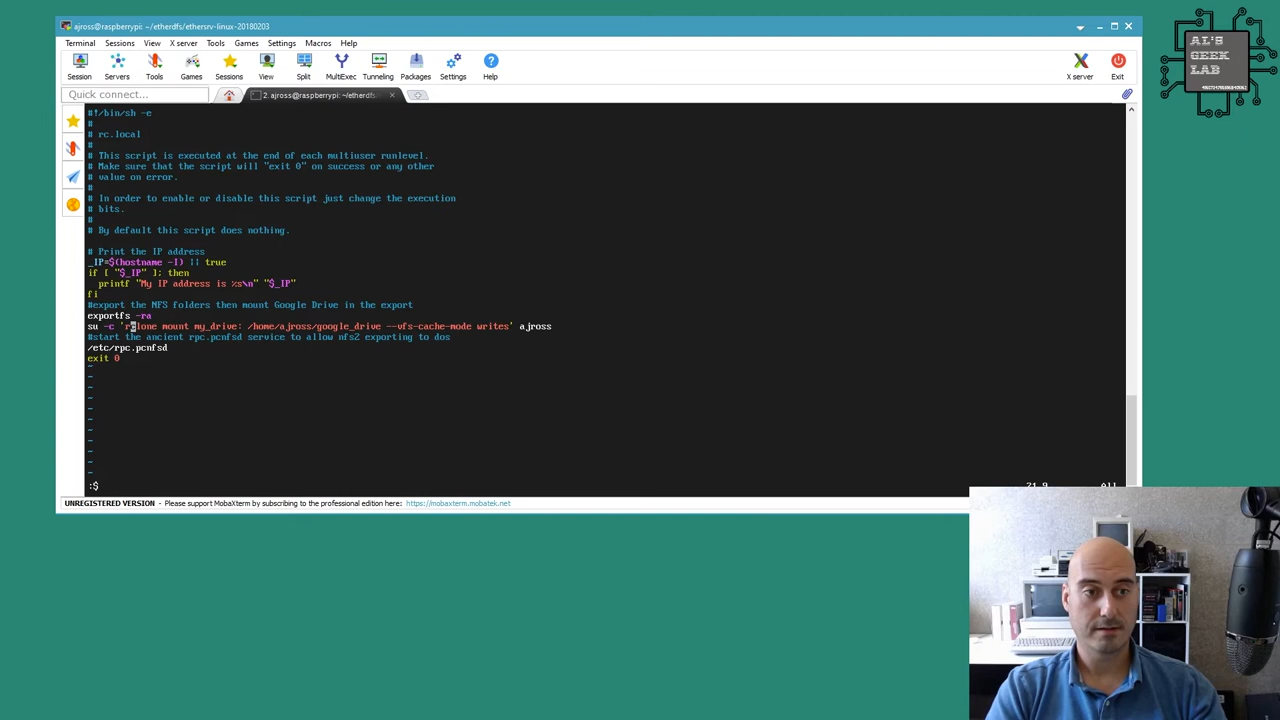 ajross@raspberrypi: ~/etherdfs/ethersrv-linux-20180203
Terminal Sessions View X server Tools Games Settings Macros Help
Session Servers Tools Games Sessions View Split MultiExec Tunneling Packages Settings Help X server Exit
Quick connect...
2. ajross@raspberrypi: ~/etherdfs
#!/bin/sh -e
#
# rc.local
#
# This script is executed at the end of each multiuser runlevel.
# Make sure that the script will "exit 0" on success or any other
# value on error.
#
# In order to enable or disable this script just change the execution
# bits.
#
# By default this script does nothing.
# Print the IP address
_IP=$(hostname -I) || true
if [ "$_IP" ]; then
printf "My IP address is %s\n" "$_IP"
fi
#export the NFS folders then mount Google Drive in the export
exportfs -ra
su -c 'rclone mount my_drive: /home/ajross/google_drive --vfs-cache-mode writes' ajross
#start the ancient rpc.pcnfsd service to allow nfs2 exporting to dos
/etc/rpc.pcnfsd
exit 0
~
~
~
~
~
~
~
~
~
~
~
:$
21,9 All
UNREGISTERED VERSION - Please support MobaXterm by subscribing to the professional edition here: https://mobaxterm.mobatek.net
AL'S
GEEK
LAB